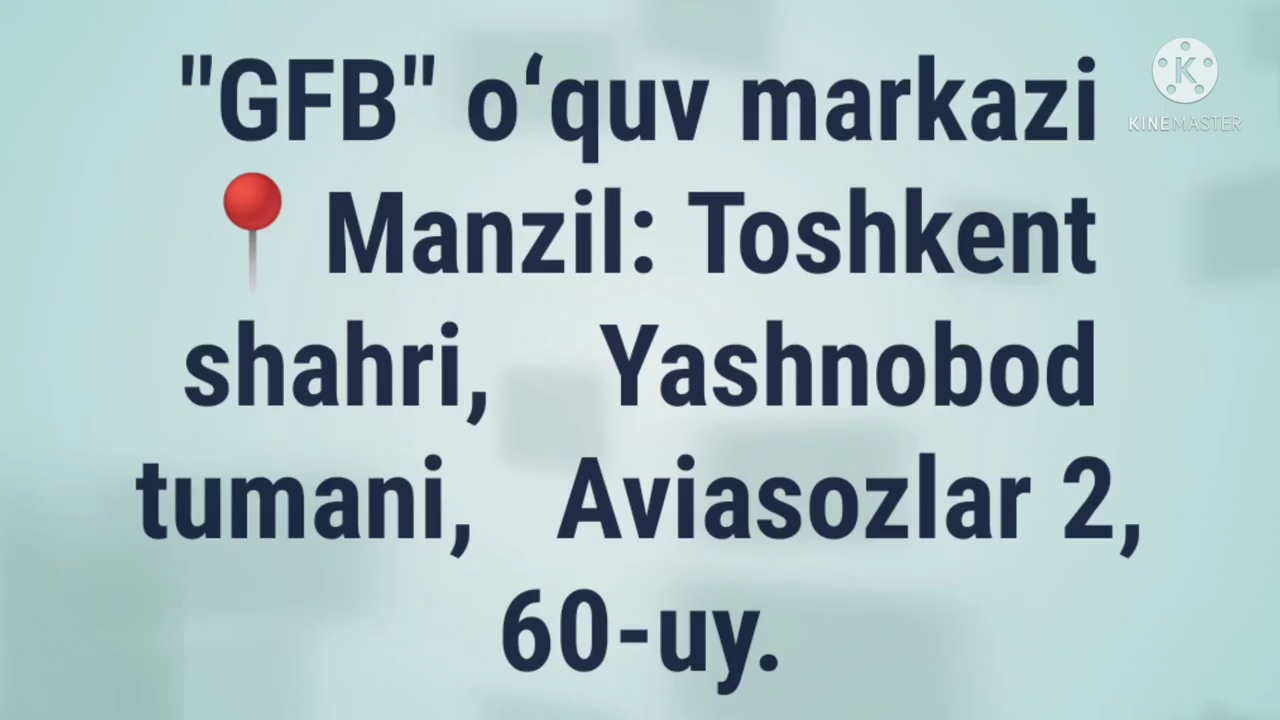 "GFB" o‘quv markazi
📍 Manzil: Toshkent
shahri, Yashnobod
tumani, Aviasozlar 2,
60-uy.
K
KINEMASTER